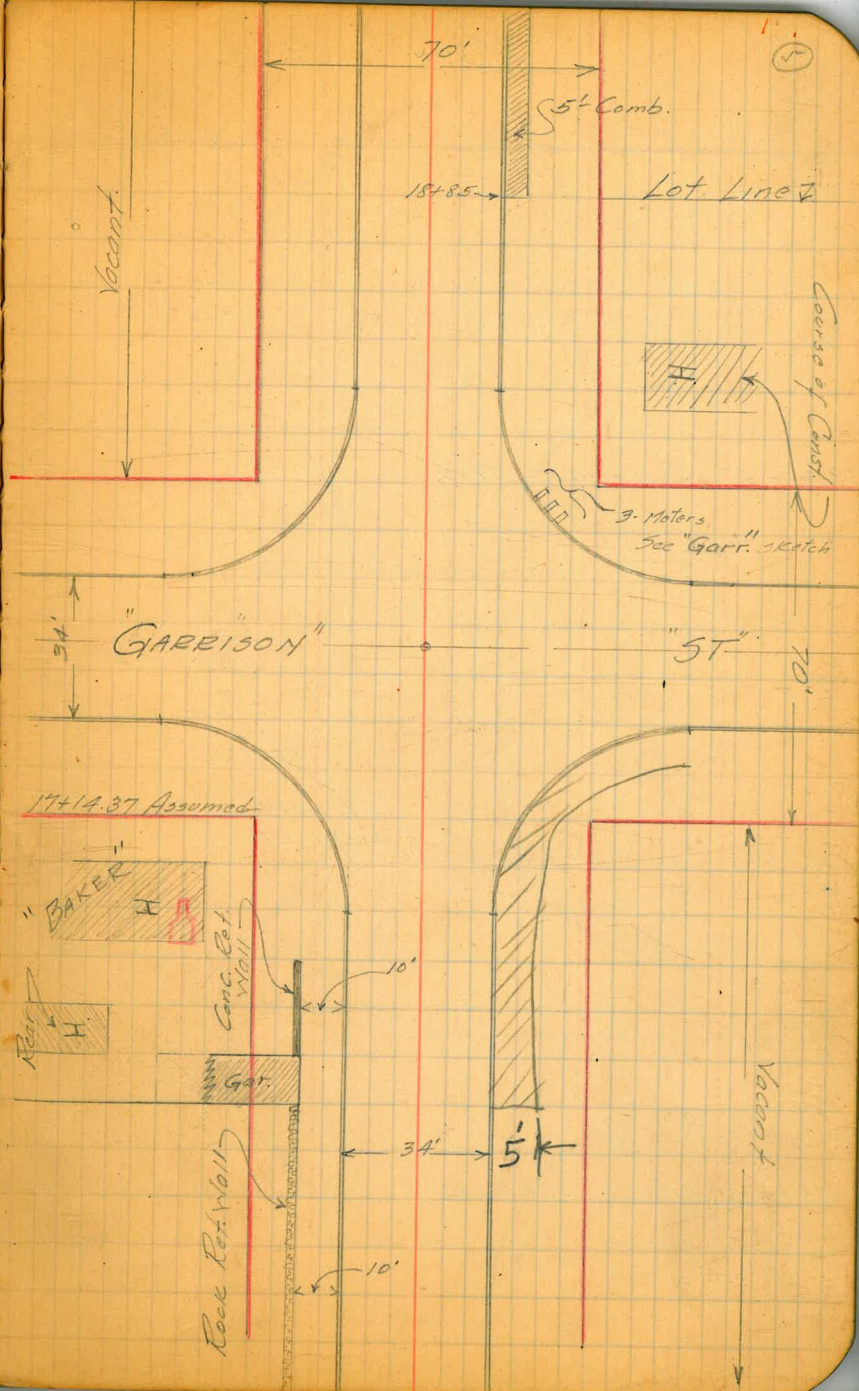 5
70'
5'- Comb.
18+85
Lot Line
Vacant.
Course of Const.
H
3- Meters
See "Garr." sketch
34'
"GARRISON"
"ST"
70'
17+14.37 Assumed
"BAKER"
H
Conc. Ret.
Wall
10'
Rear
H
Gar.
Vacant
34'
5'
Rock Ret. Wall
10'